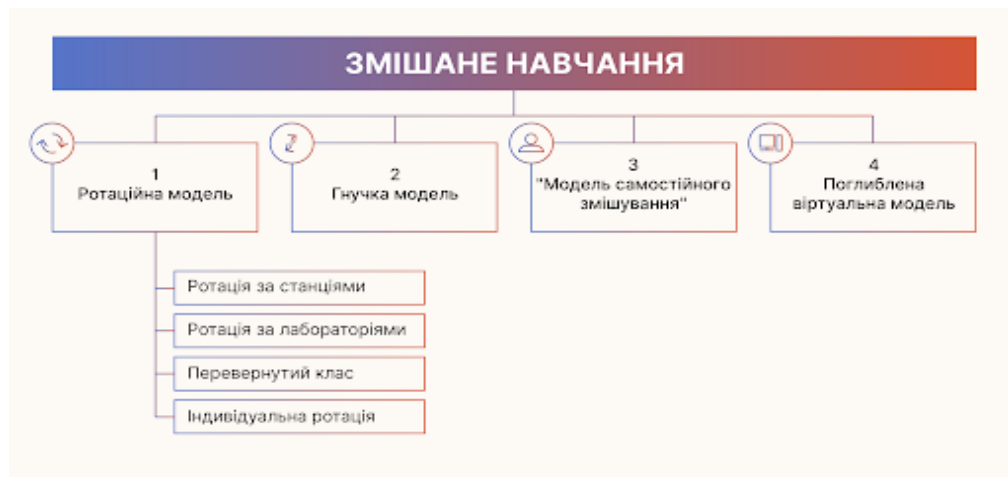 ЗМІШАНЕ НАВЧАННЯ
1
Ротаційна модель
2
Гнучка модель
3
"Модель самостійного
змішування"
4
Поглиблена
віртуальна модель
Ротація за станціями
Ротація за лабораторіями
Перевернутий клас
Індивідуальна ротація